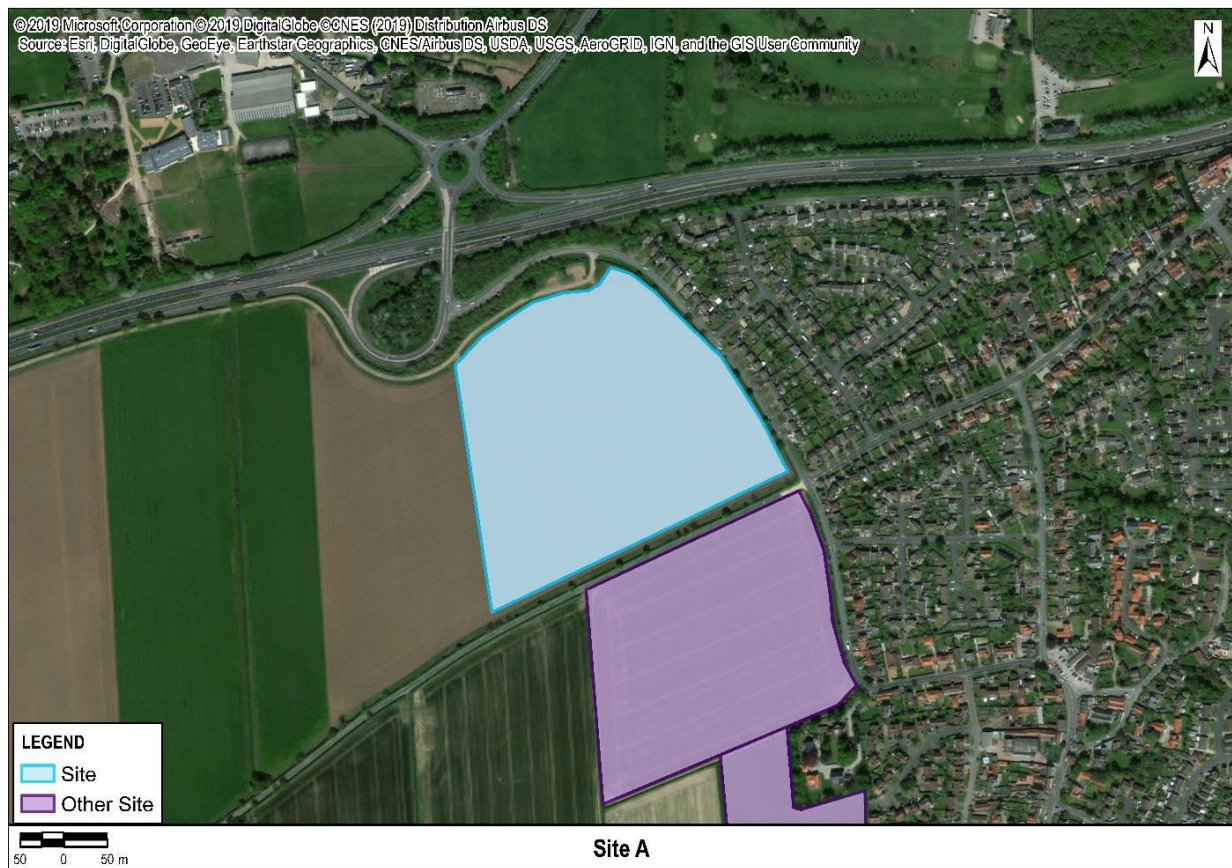 © 2019 Microsoft Corporation © 2019 DigitalGlobe ©CNES (2019) Distribution Airbus DS
Source: Esri, DigitalGlobe, GeoEye, Earthstar Geographics, CNES/Airbus DS, USDA, USGS, AeroGRID, IGN, and the GIS User Community
N
LEGEND
Site
Other Site
50 0 50 m
Site A